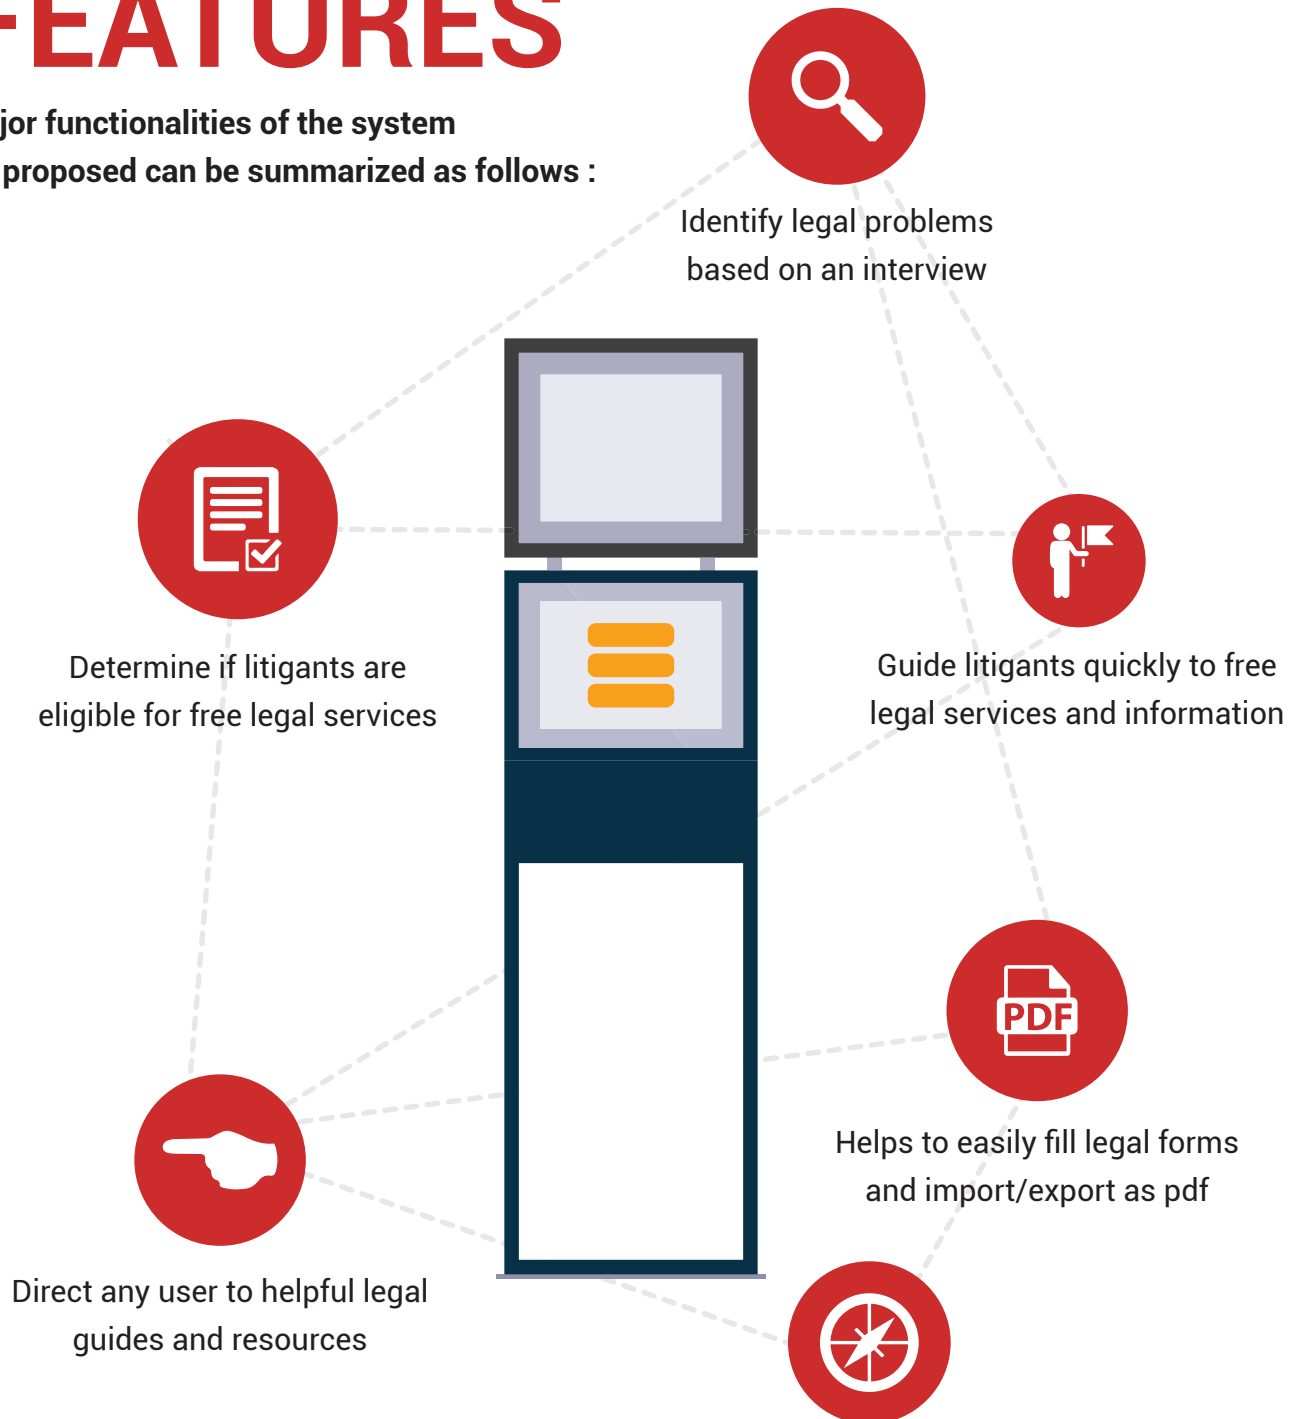 FEATURES
jor functionalities of the system
proposed can be summarized as follows :
Identify legal problems
based on an interview
Determine if litigants are
eligible for free legal services
Guide litigants quickly to free
legal services and information
PDF
Helps to easily fill legal forms
and import/export as pdf
Direct any user to helpful legal
guides and resources